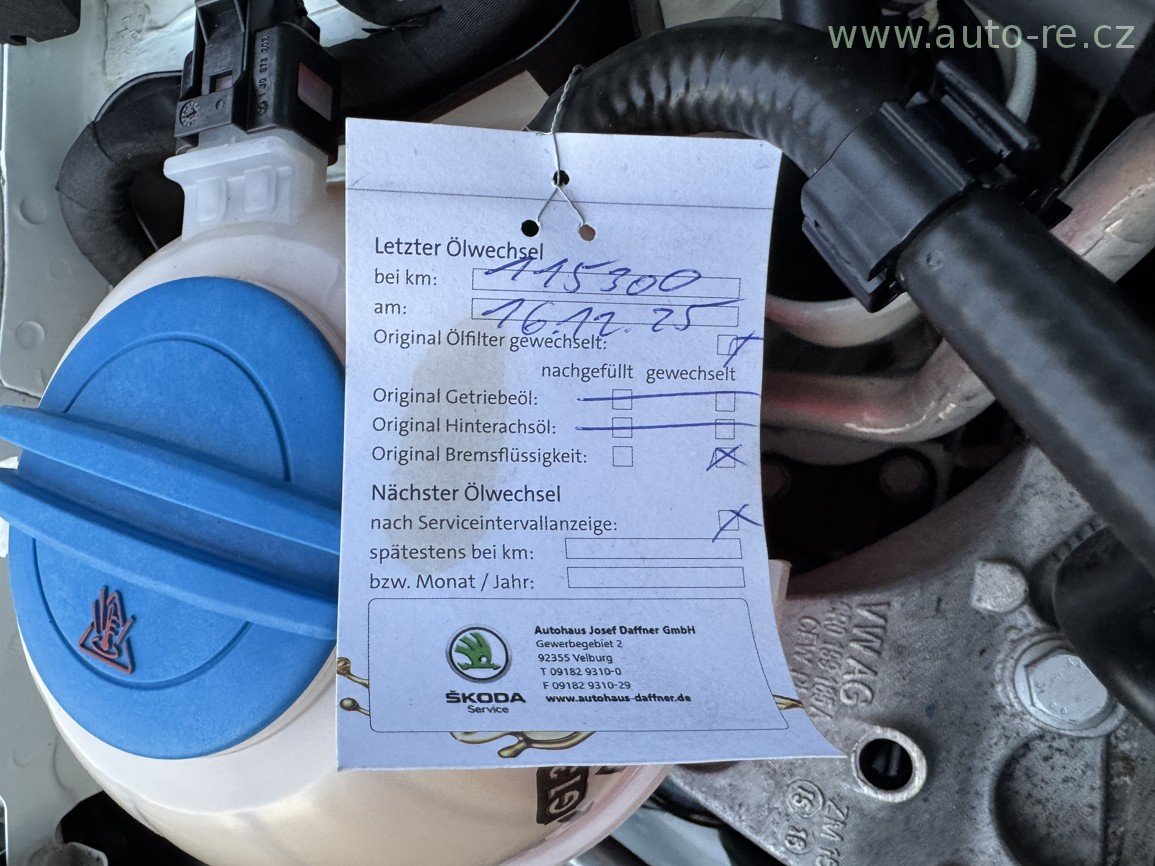 www.auto-re.cz
Letzter Ölwechsel
bei km: 115300
am: 16.12.25
Original Ölfilter gewechselt:
nachgefüllt gewechselt
Original Getriebeöl:
Original Hinterachsöl:
Original Bremsflüssigkeit:
Nächster Ölwechsel
nach Serviceintervallanzeige:
spätestens bei km:
bzw. Monat / Jahr:
Autohaus Josef Daffner GmbH
Gewerbegebiet 2
92355 Velburg
T 09182 9310-0
F 09182 9310-29
www.autohaus-daffner.de
ŠKODA
Service
VW AG